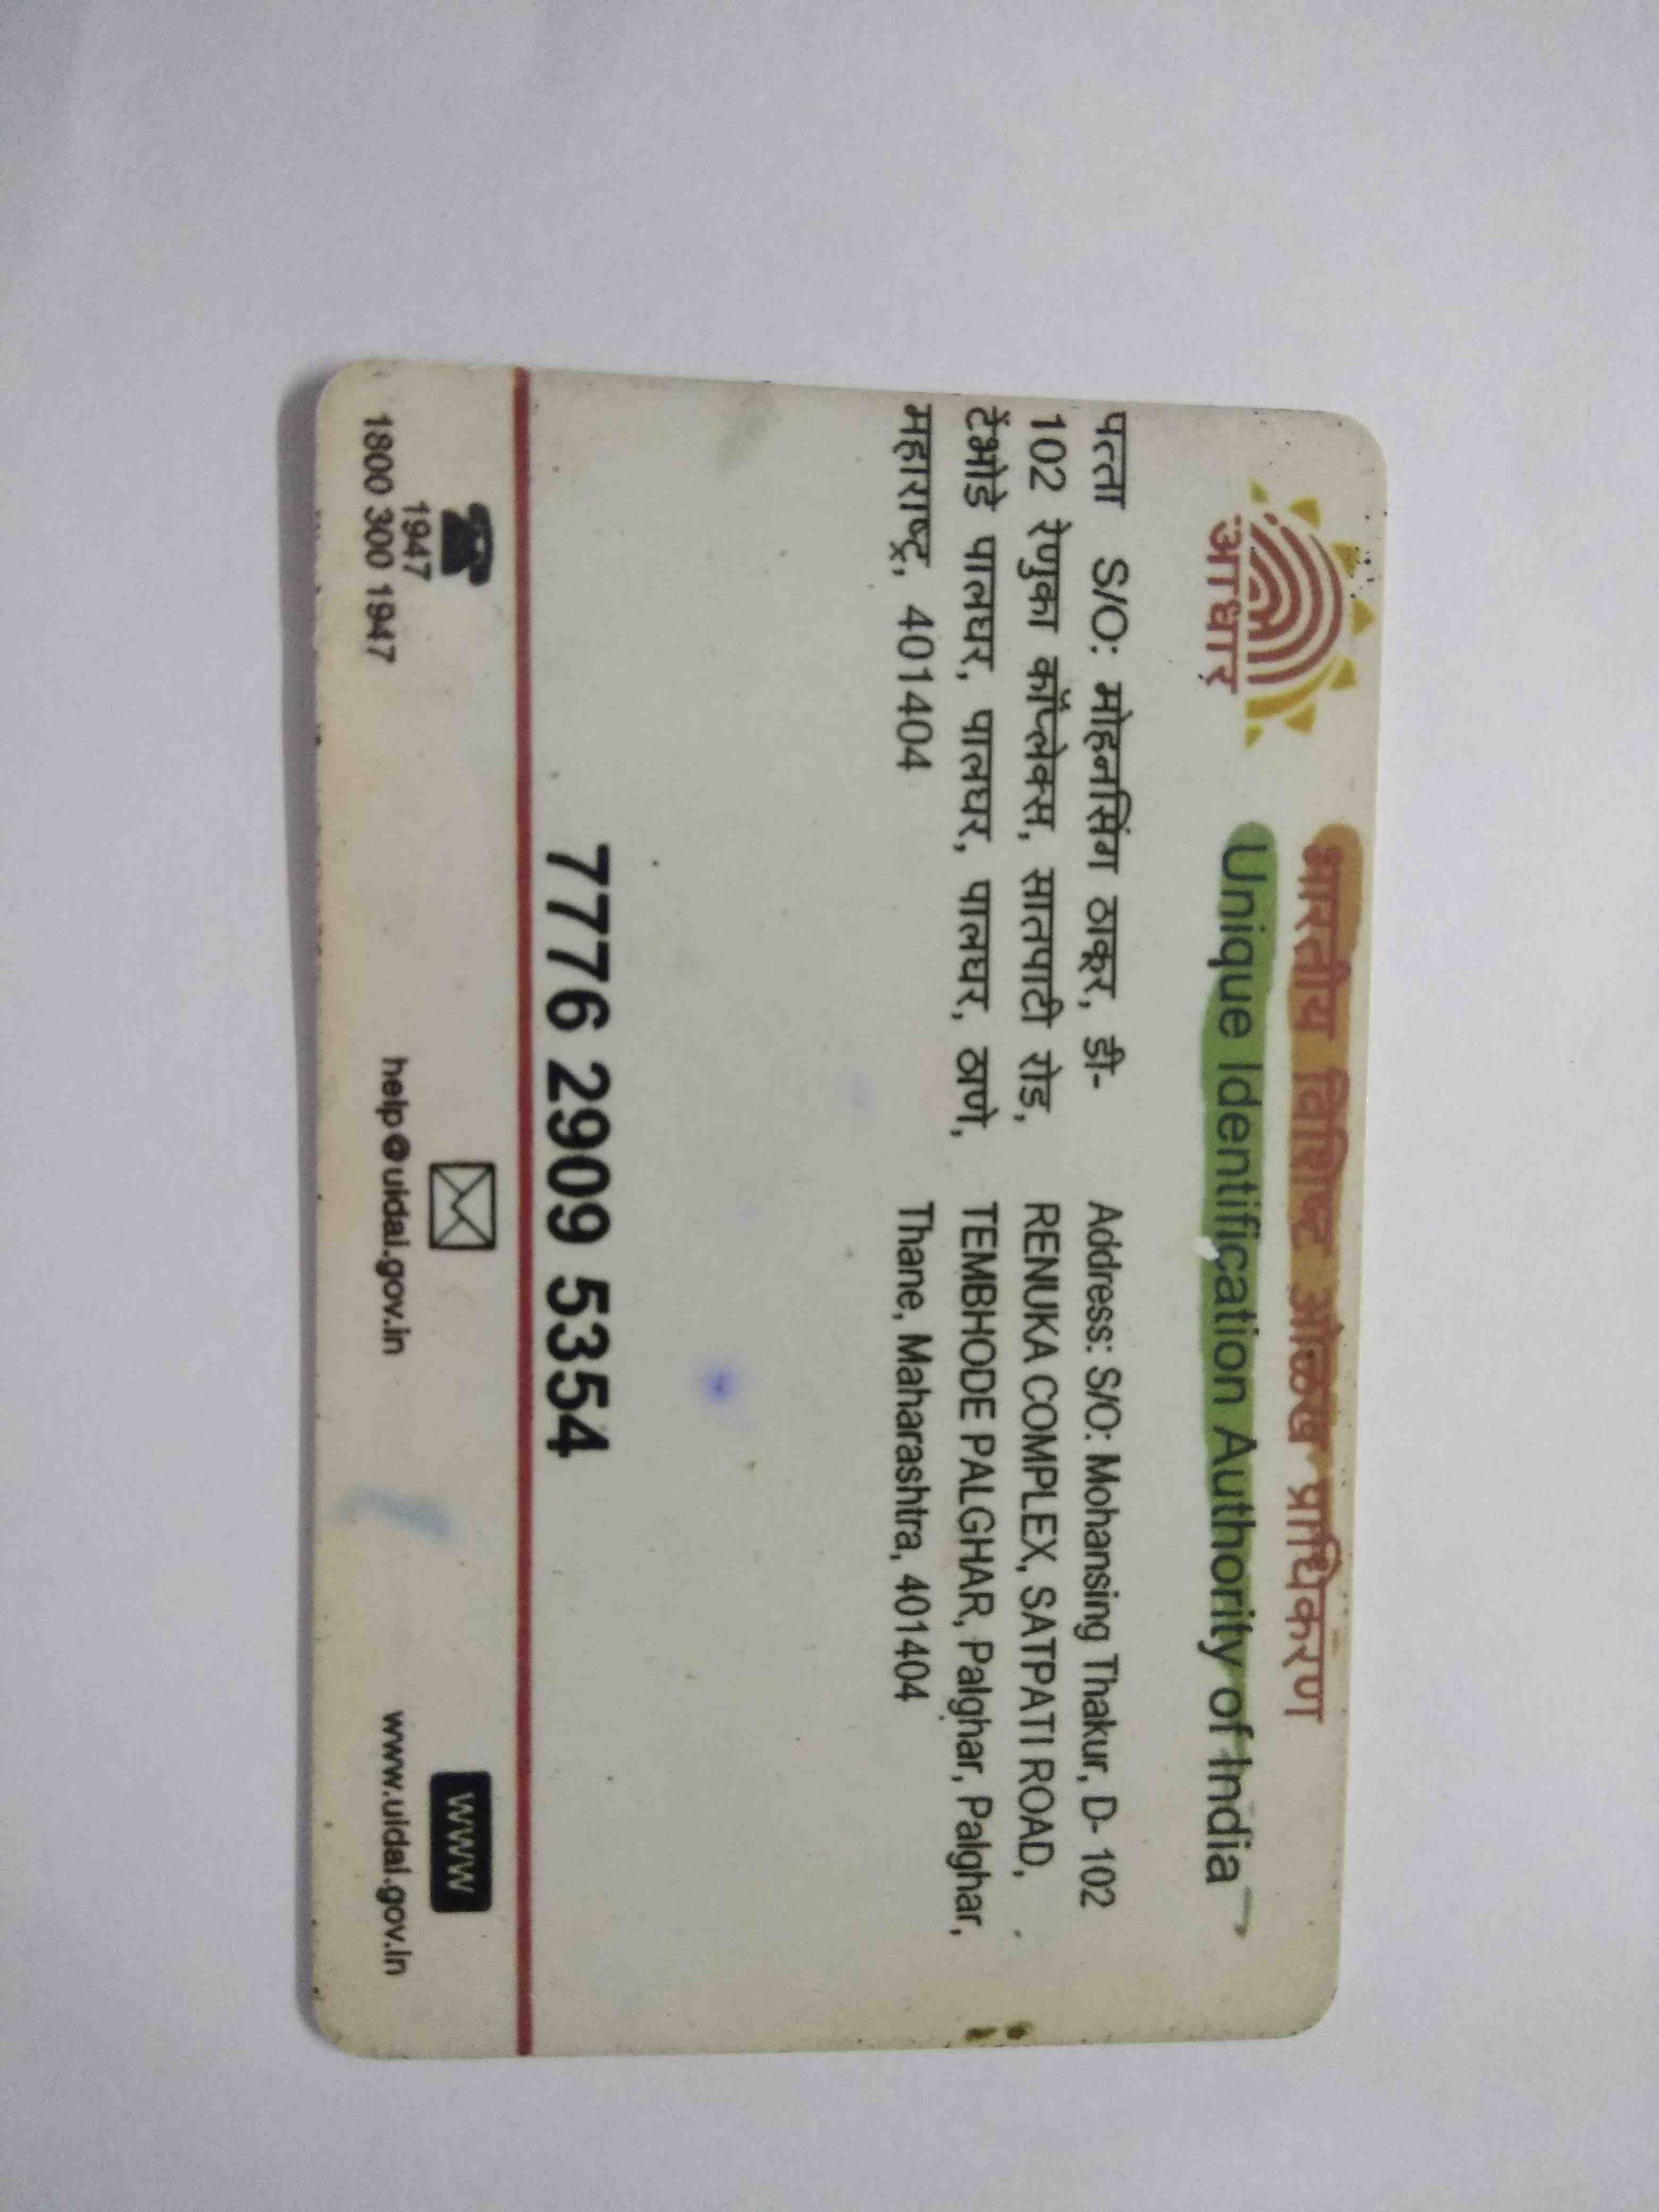 भारतीय विशिष्ट ओळख प्राधिकरण
Unique Identification Authority of India
आधार
पत्ता S/O: मोहनसिंग ठाकूर, डी-
102 रेणुका कॉंप्लेक्स, सातपाटी रोड,
टेंभोडे पालघर, पालघर, पालघर, ठाणे,
महाराष्ट्र, 401404
Address: S/O: Mohansing Thakur, D- 102
RENUKA COMPLEX, SATPATI ROAD,
TEMBHODE PALGHAR, Palghar, Palghar,
Thane, Maharashtra, 401404
7776 2909 5354
1947
1800 300 1947
help@uidai.gov.in
www
www.uidai.gov.in